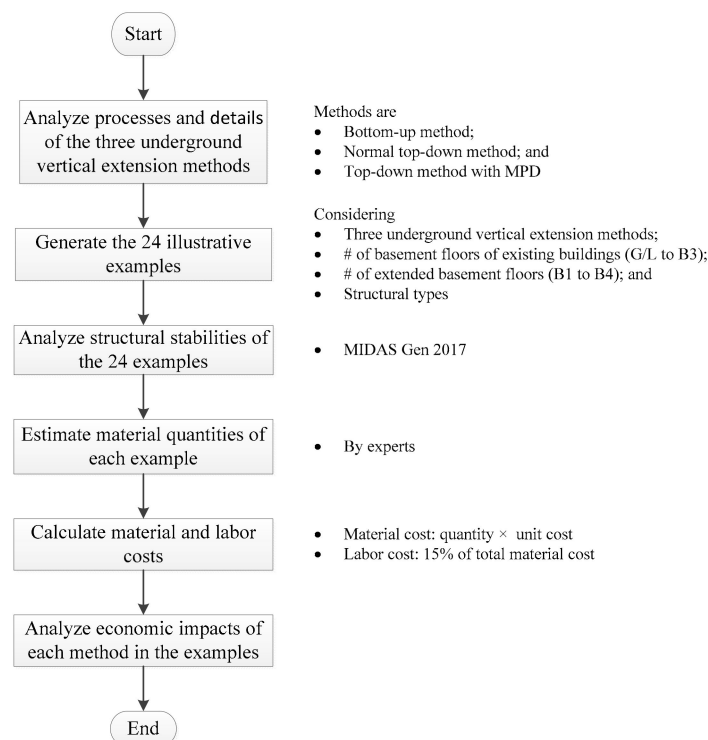 Start
Analyze processes and details
of the three underground
vertical extension methods
Methods are
• Bottom-up method;
• Normal top-down method; and
• Top-down method with MPD
Generate the 24 illustrative
examples
Considering
• Three underground vertical extension methods;
• # of basement floors of existing buildings (G/L to B3);
• # of extended basement floors (B1 to B4); and
• Structural types
Analyze structural stabilities of
the 24 examples
• MIDAS Gen 2017
Estimate material quantities of
each example
• By experts
Calculate material and labor
costs
• Material cost: quantity × unit cost
• Labor cost: 15% of total material cost
Analyze economic impacts of
each method in the examples
End